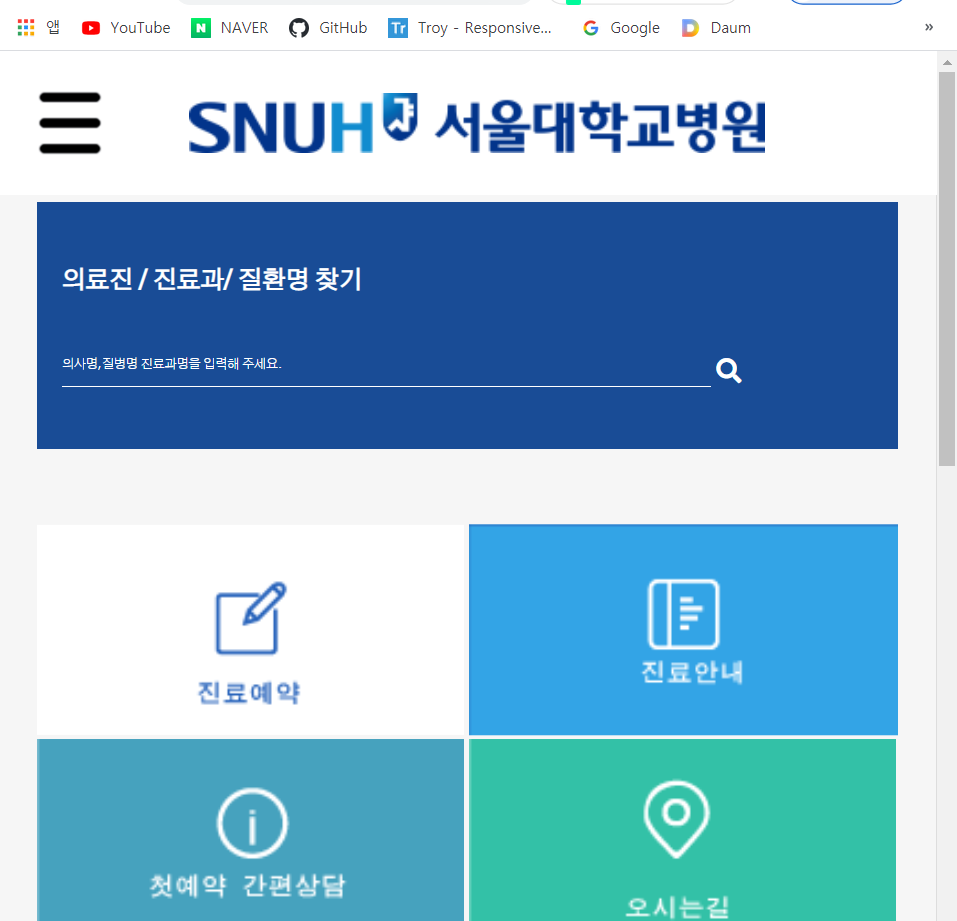 앱 YouTube NAVER GitHub Tr Troy - Responsive... Google Daum »
SNUH 서울대학교병원
의료진 / 진료과/ 질환명 찾기
의사명,질병명 진료과명을 입력해 주세요.
진료예약
진료안내
첫예약 간편상담
오시는길